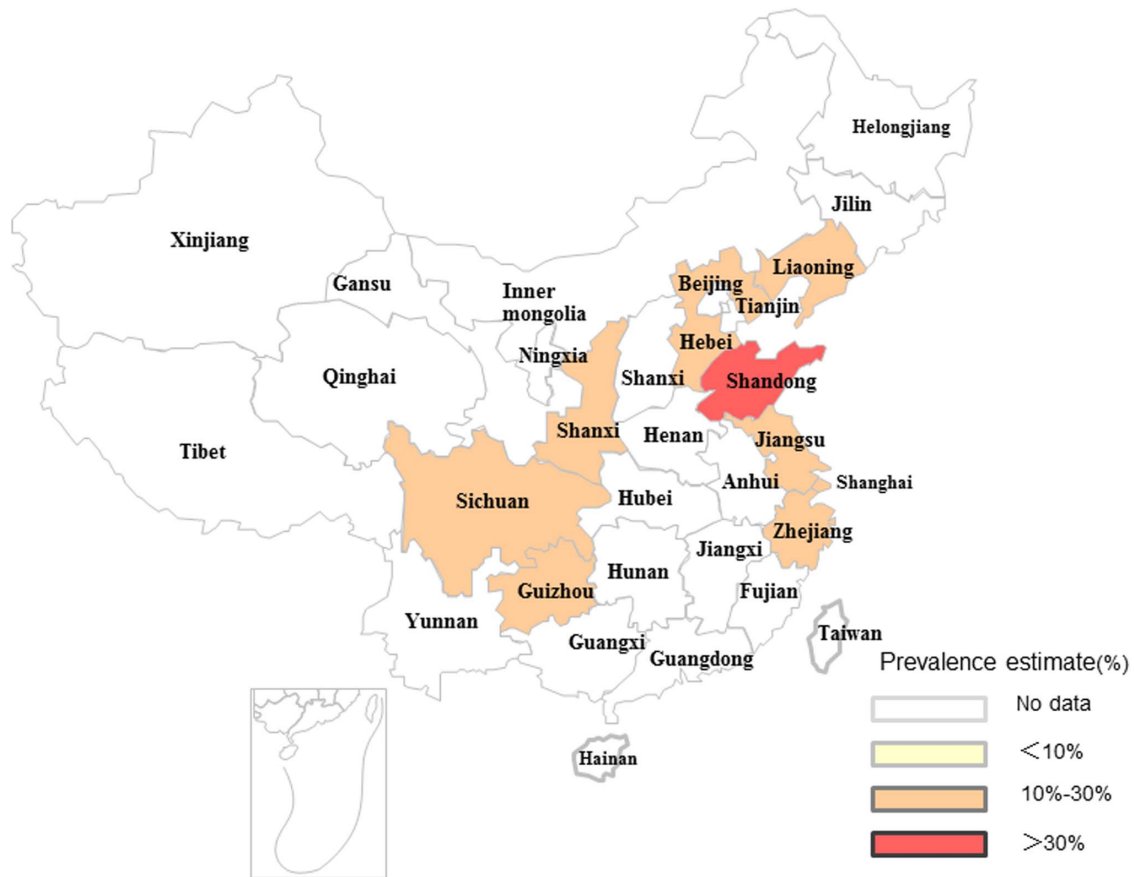 Helongjiang
Jilin
Xinjiang
Liaoning
Gansu
Beijing
Inner
mongolia
Tianjin
Hebei
Ningxia
Qinghai
Shanxi
Shandong
Shanxi
Henan
Jiangsu
Tibet
Anhui
Shanghai
Sichuan
Hubei
Zhejiang
Jiangxi
Hunan
Guizhou
Fujian
Yunnan
Taiwan
Guangxi
Guangdong
Hainan
Prevalence estimate(%)
No data
<10%
10%-30%
>30%